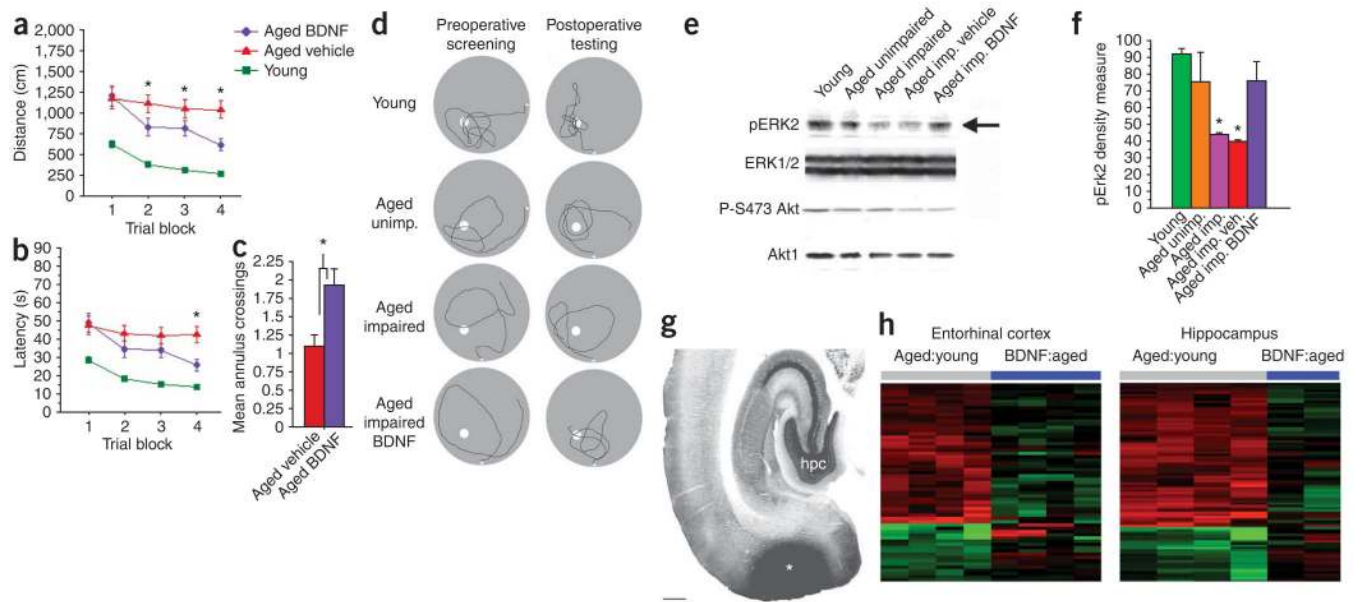 a
Distance (cm)
2,000
1,750
1,500
1,250
1,000
750
500
250
0
1 2 3 4
Trial block
* * *
Aged BDNF
Aged vehicle
Young
b
Latency (s)
90
80
70
60
50
40
30
20
10
0
1 2 3 4
Trial block
*
c
Mean annulus crossings
2.25
2
1.75
1.5
1.25
1
0.75
0.5
0.25
0
*
Aged vehicle
Aged BDNF
d
Preoperative
screening
Postoperative
testing
Young
Aged
unimp.
Aged
impaired
Aged
impaired
BDNF
e
Young
Aged unimpaired
Aged impaired
Aged imp. vehicle
Aged imp. BDNF
pERK2
ERK1/2
P-S473 Akt
Akt1
f
pErk2 density measure
100
90
80
70
60
50
40
30
20
10
0
* *
Young
Aged unimp.
Aged imp.
Aged imp. veh.
Aged imp. BDNF
g
hpc
*
h
Entorhinal cortex
Aged:young BDNF:aged
Hippocampus
Aged:young BDNF:aged